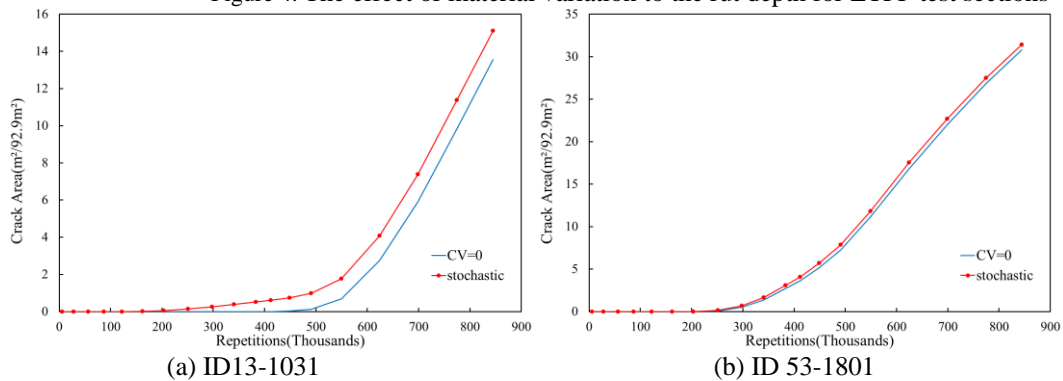 Figure 4. The effect of material variation to the rut depth for LTPP test sections
16
14
12
10
8
6
4
2
0
Crack Area(m²/92.9m²)
CV=0
stochastic
0 100 200 300 400 500 600 700 800 900
Repetitions(Thousands)
(a) ID13-1031
35
30
25
20
15
10
5
0
Crack Area(m²/92.9m²)
CV=0
stochastic
0 100 200 300 400 500 600 700 800 900
Repetitions(Thousands)
(b) ID 53-1801